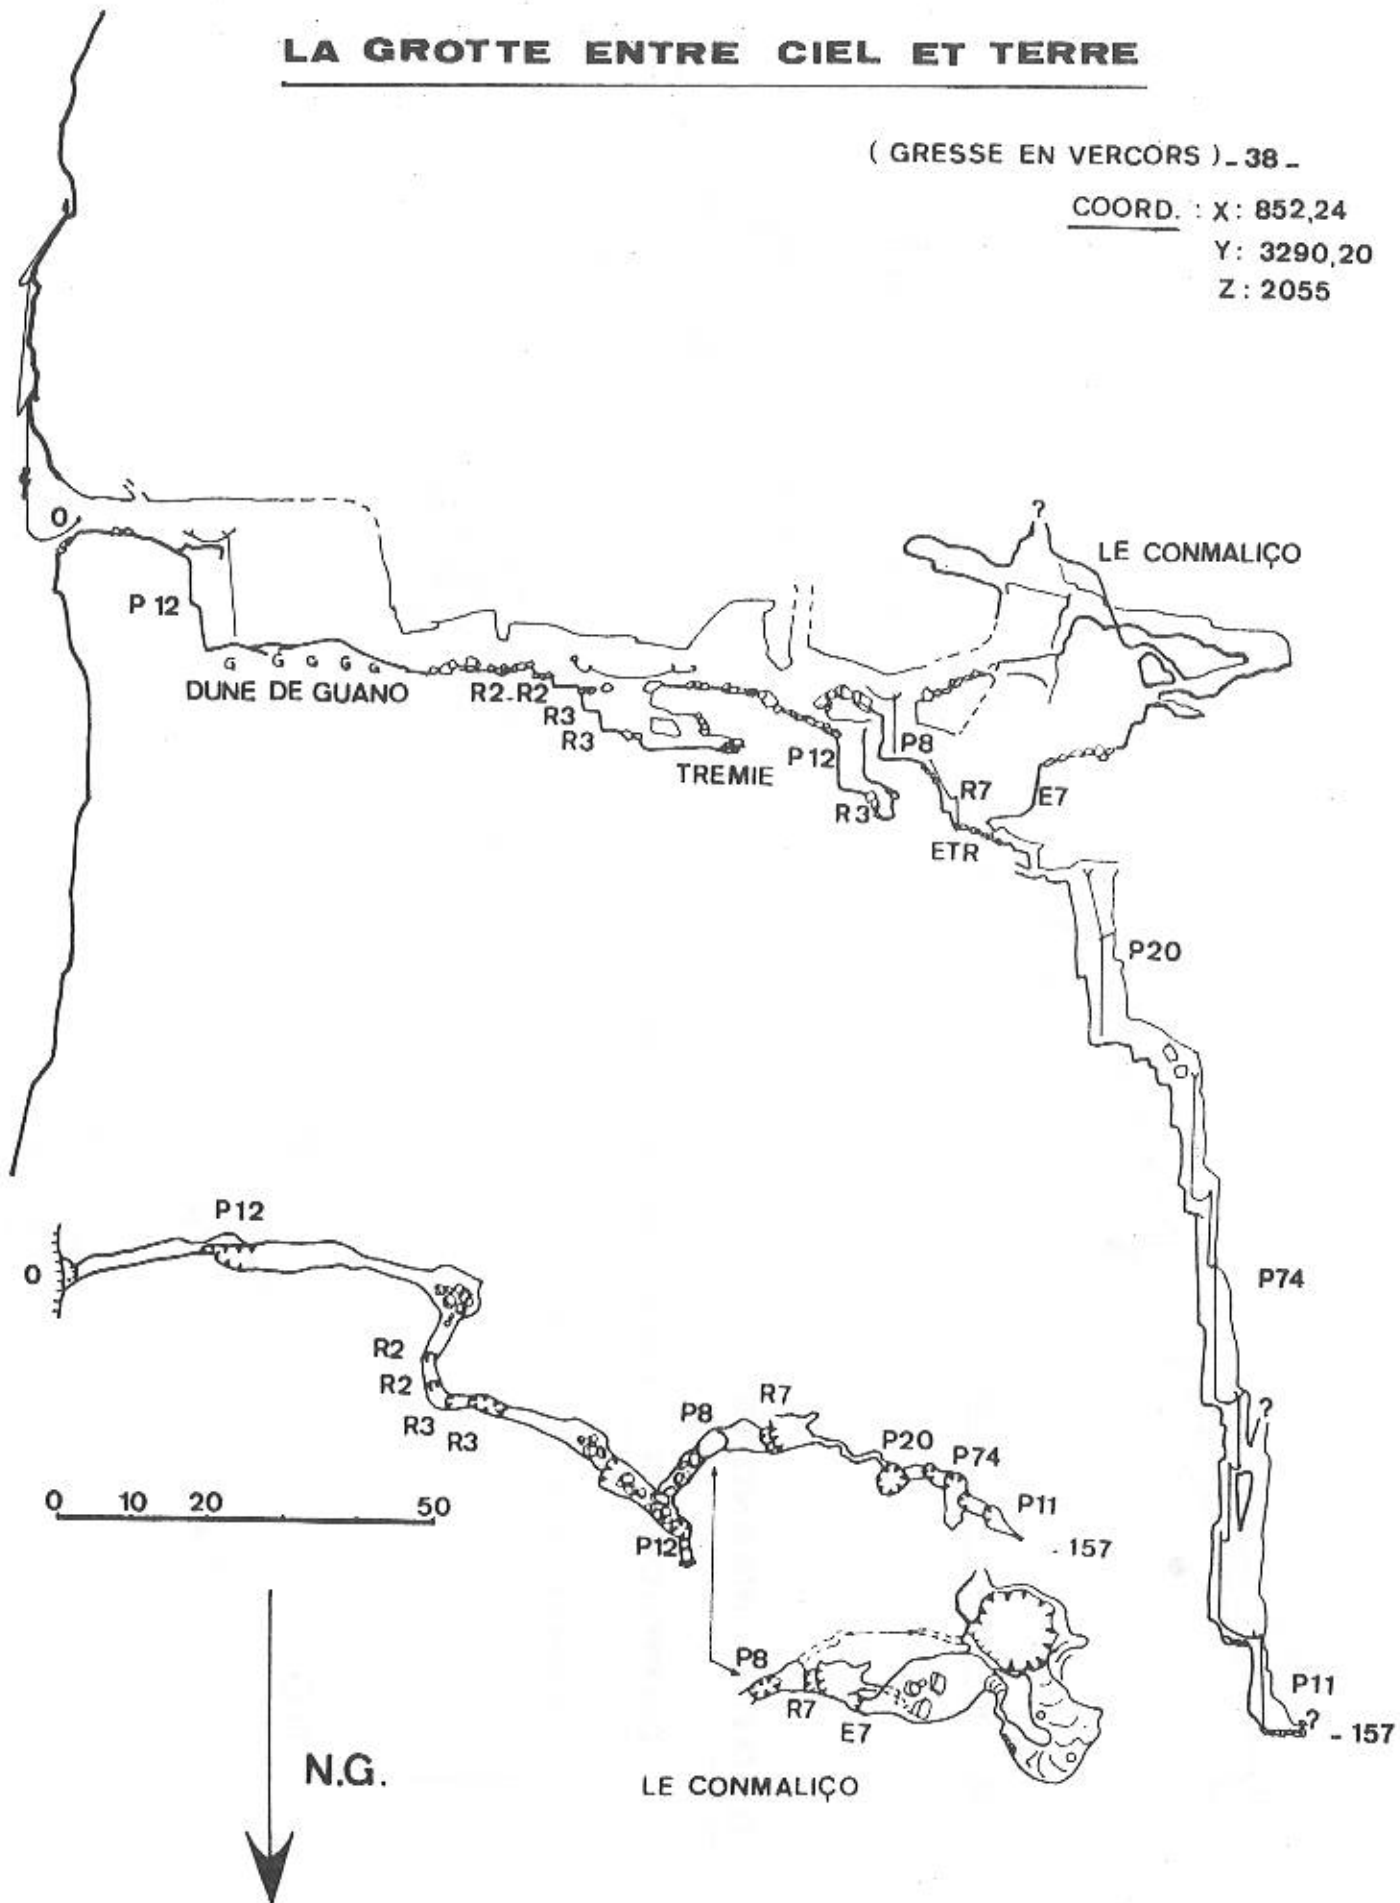 LA GROTTE ENTRE CIEL ET TERRE
( GRESSE EN VERCORS ) - 38 -
COORD. : X : 852,24
Y : 3290,20
Z : 2055
?
O
LE CONMALIÇO
P 12
G G G G G
DUNE DE GUANO
R2 - R2
R3
R3
TREMIE
P12
P8
R3
R7
E7
ETR
P20
P12
O
P74
R2
R2
R3 R3
P8
R7
P20
P74
P11
- 157
P12
?
0 10 20 50
P8
R7
E7
P11
? - 157
N.G.
LE CONMALIÇO